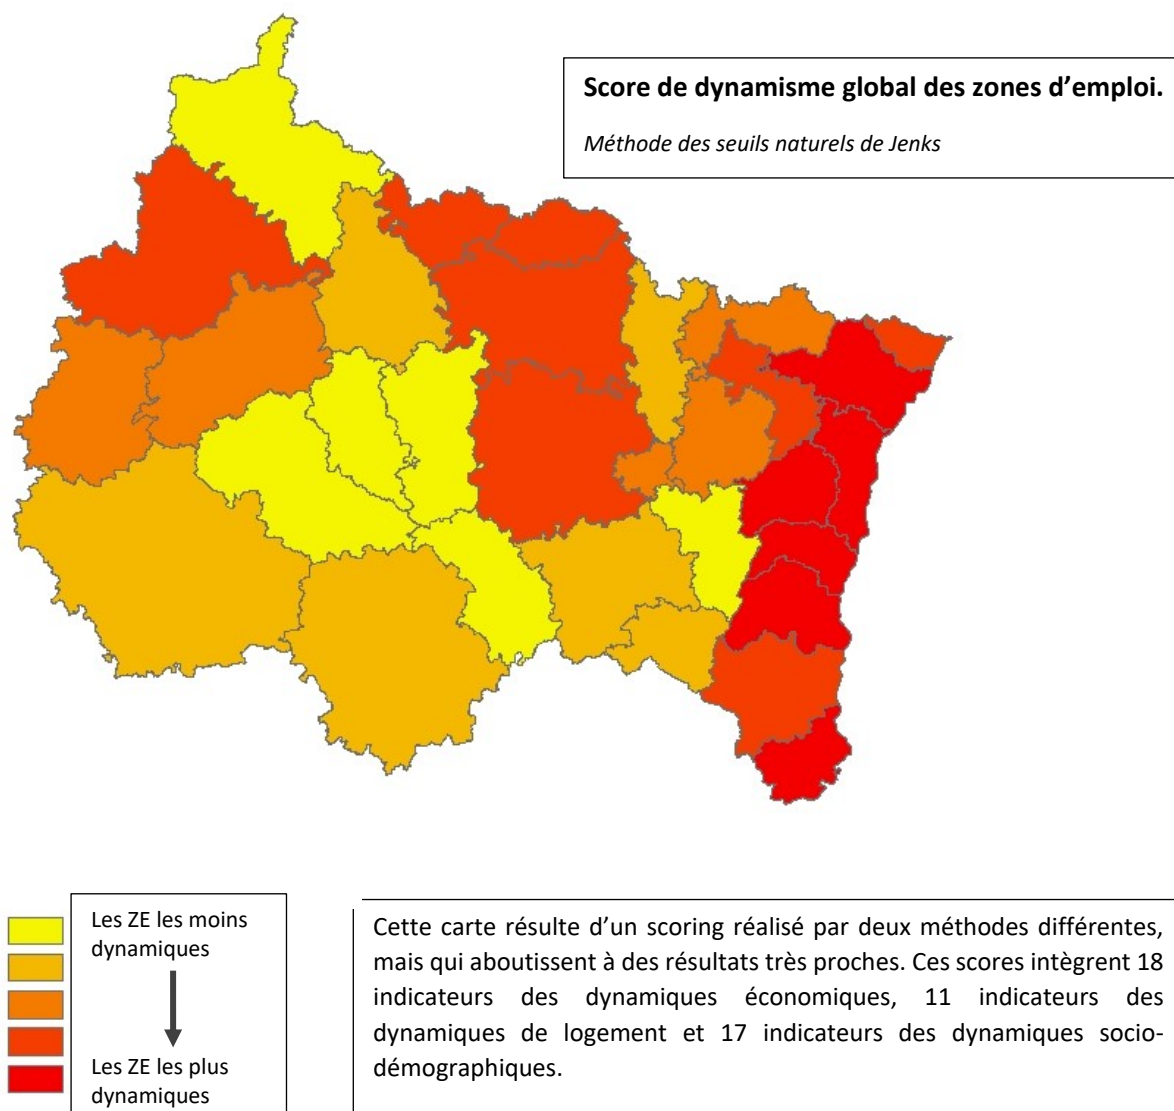 Score de dynamisme global des zones d’emploi.
Méthode des seuils naturels de Jenks
Les ZE les moins
dynamiques
Les ZE les plus
dynamiques
Cette carte résulte d’un scoring réalisé par deux méthodes différentes,
mais qui aboutissent à des résultats très proches. Ces scores intègrent 18
indicateurs des dynamiques économiques, 11 indicateurs des
dynamiques de logement et 17 indicateurs des dynamiques socio-
démographiques.